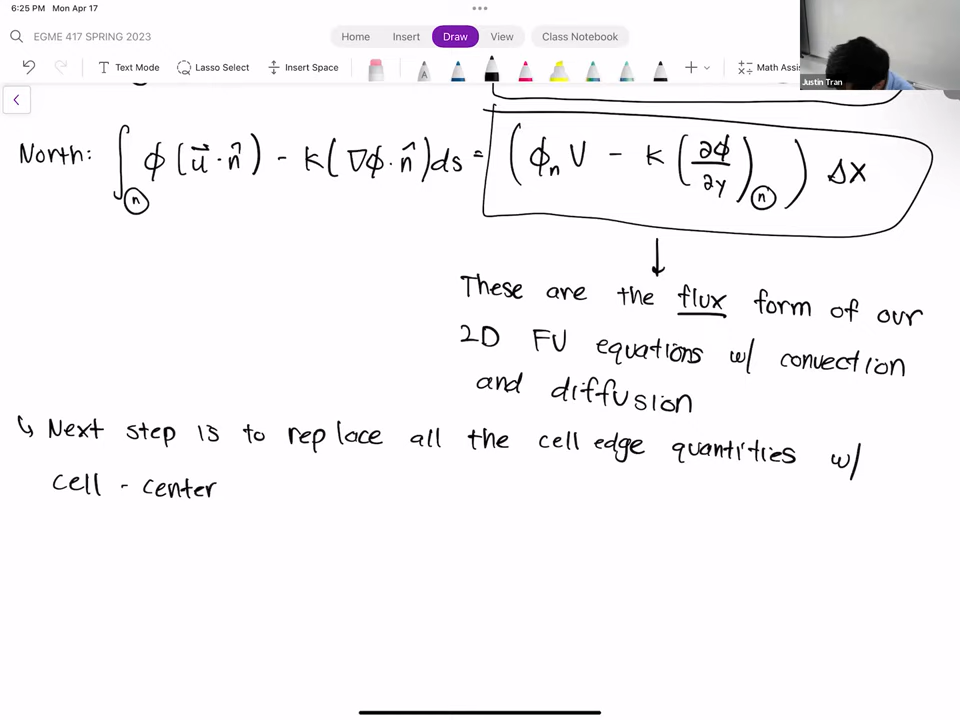 6:25 PM Mon Apr 17
EGME 417 SPRING 2023
Home Insert Draw View Class Notebook
Text Mode Lasso Select Insert Space A Math Assis
Justin Tran
North: ∫ⓝ φ(u⃗·n̂) - k(∇φ·n̂)ds = (φₙV - k(∂φ/∂y)ⓝ) Δx
These are the flux form of our
2D FV equations w/ convection
and diffusion
↳ Next step is to replace all the cell edge quantities w/
cell - center